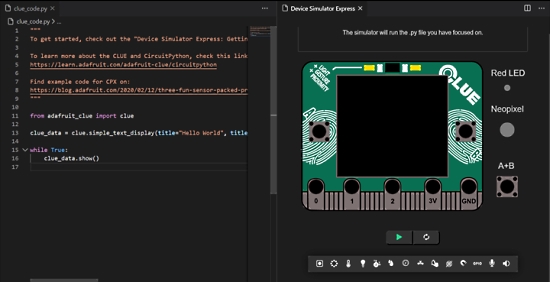 clue_code.py
Device Simulator Express
clue_code.py > ...
1 """
2 To get started, check out the "Device Simulator Express: Gettin
3
4 To learn more about the CLUE and CircuitPython, check this link
5 https://learn.adafruit.com/adafruit-clue/circuitpython
6
7 Find example code for CPX on:
8 https://blog.adafruit.com/2020/02/12/three-fun-sensor-packed-pr
9 """
10
11 from adafruit_clue import clue
12
13 clue_data = clue.simple_text_display(title="Hello World", title
14
15 while True:
16 clue_data.show()
17
The simulator will run the .py file you have focused on.
+ LIGHT
+ GESTURE
+ PROXIMITY
CLUE
A
B
0 1 2 3V GND
Red LED
Neopixel
A+B
GPIO